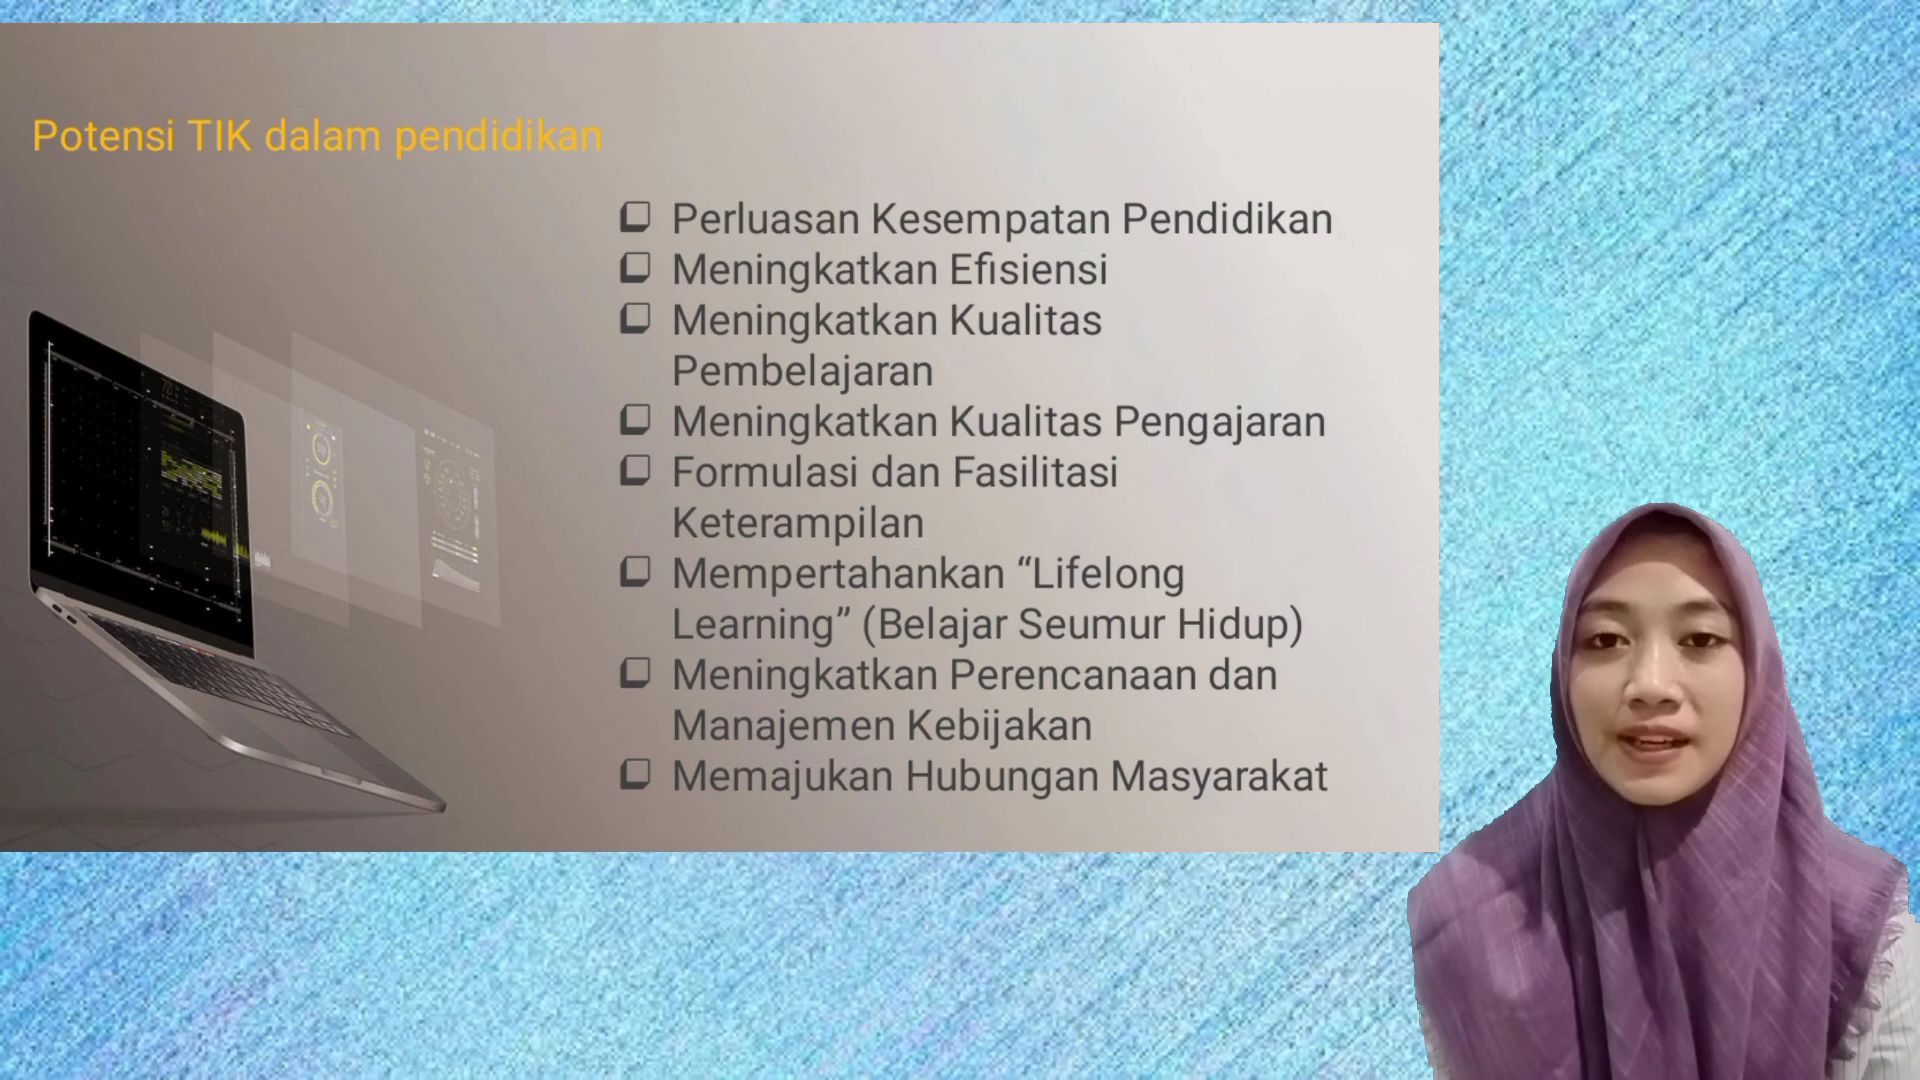 Potensi TIK dalam pendidikan
Perluasan Kesempatan Pendidikan
Meningkatkan Efisiensi
Meningkatkan Kualitas
Pembelajaran
Meningkatkan Kualitas Pengajaran
Formulasi dan Fasilitasi
Keterampilan
Mempertahankan “Lifelong
Learning” (Belajar Seumur Hidup)
Meningkatkan Perencanaan dan
Manajemen Kebijakan
Memajukan Hubungan Masyarakat